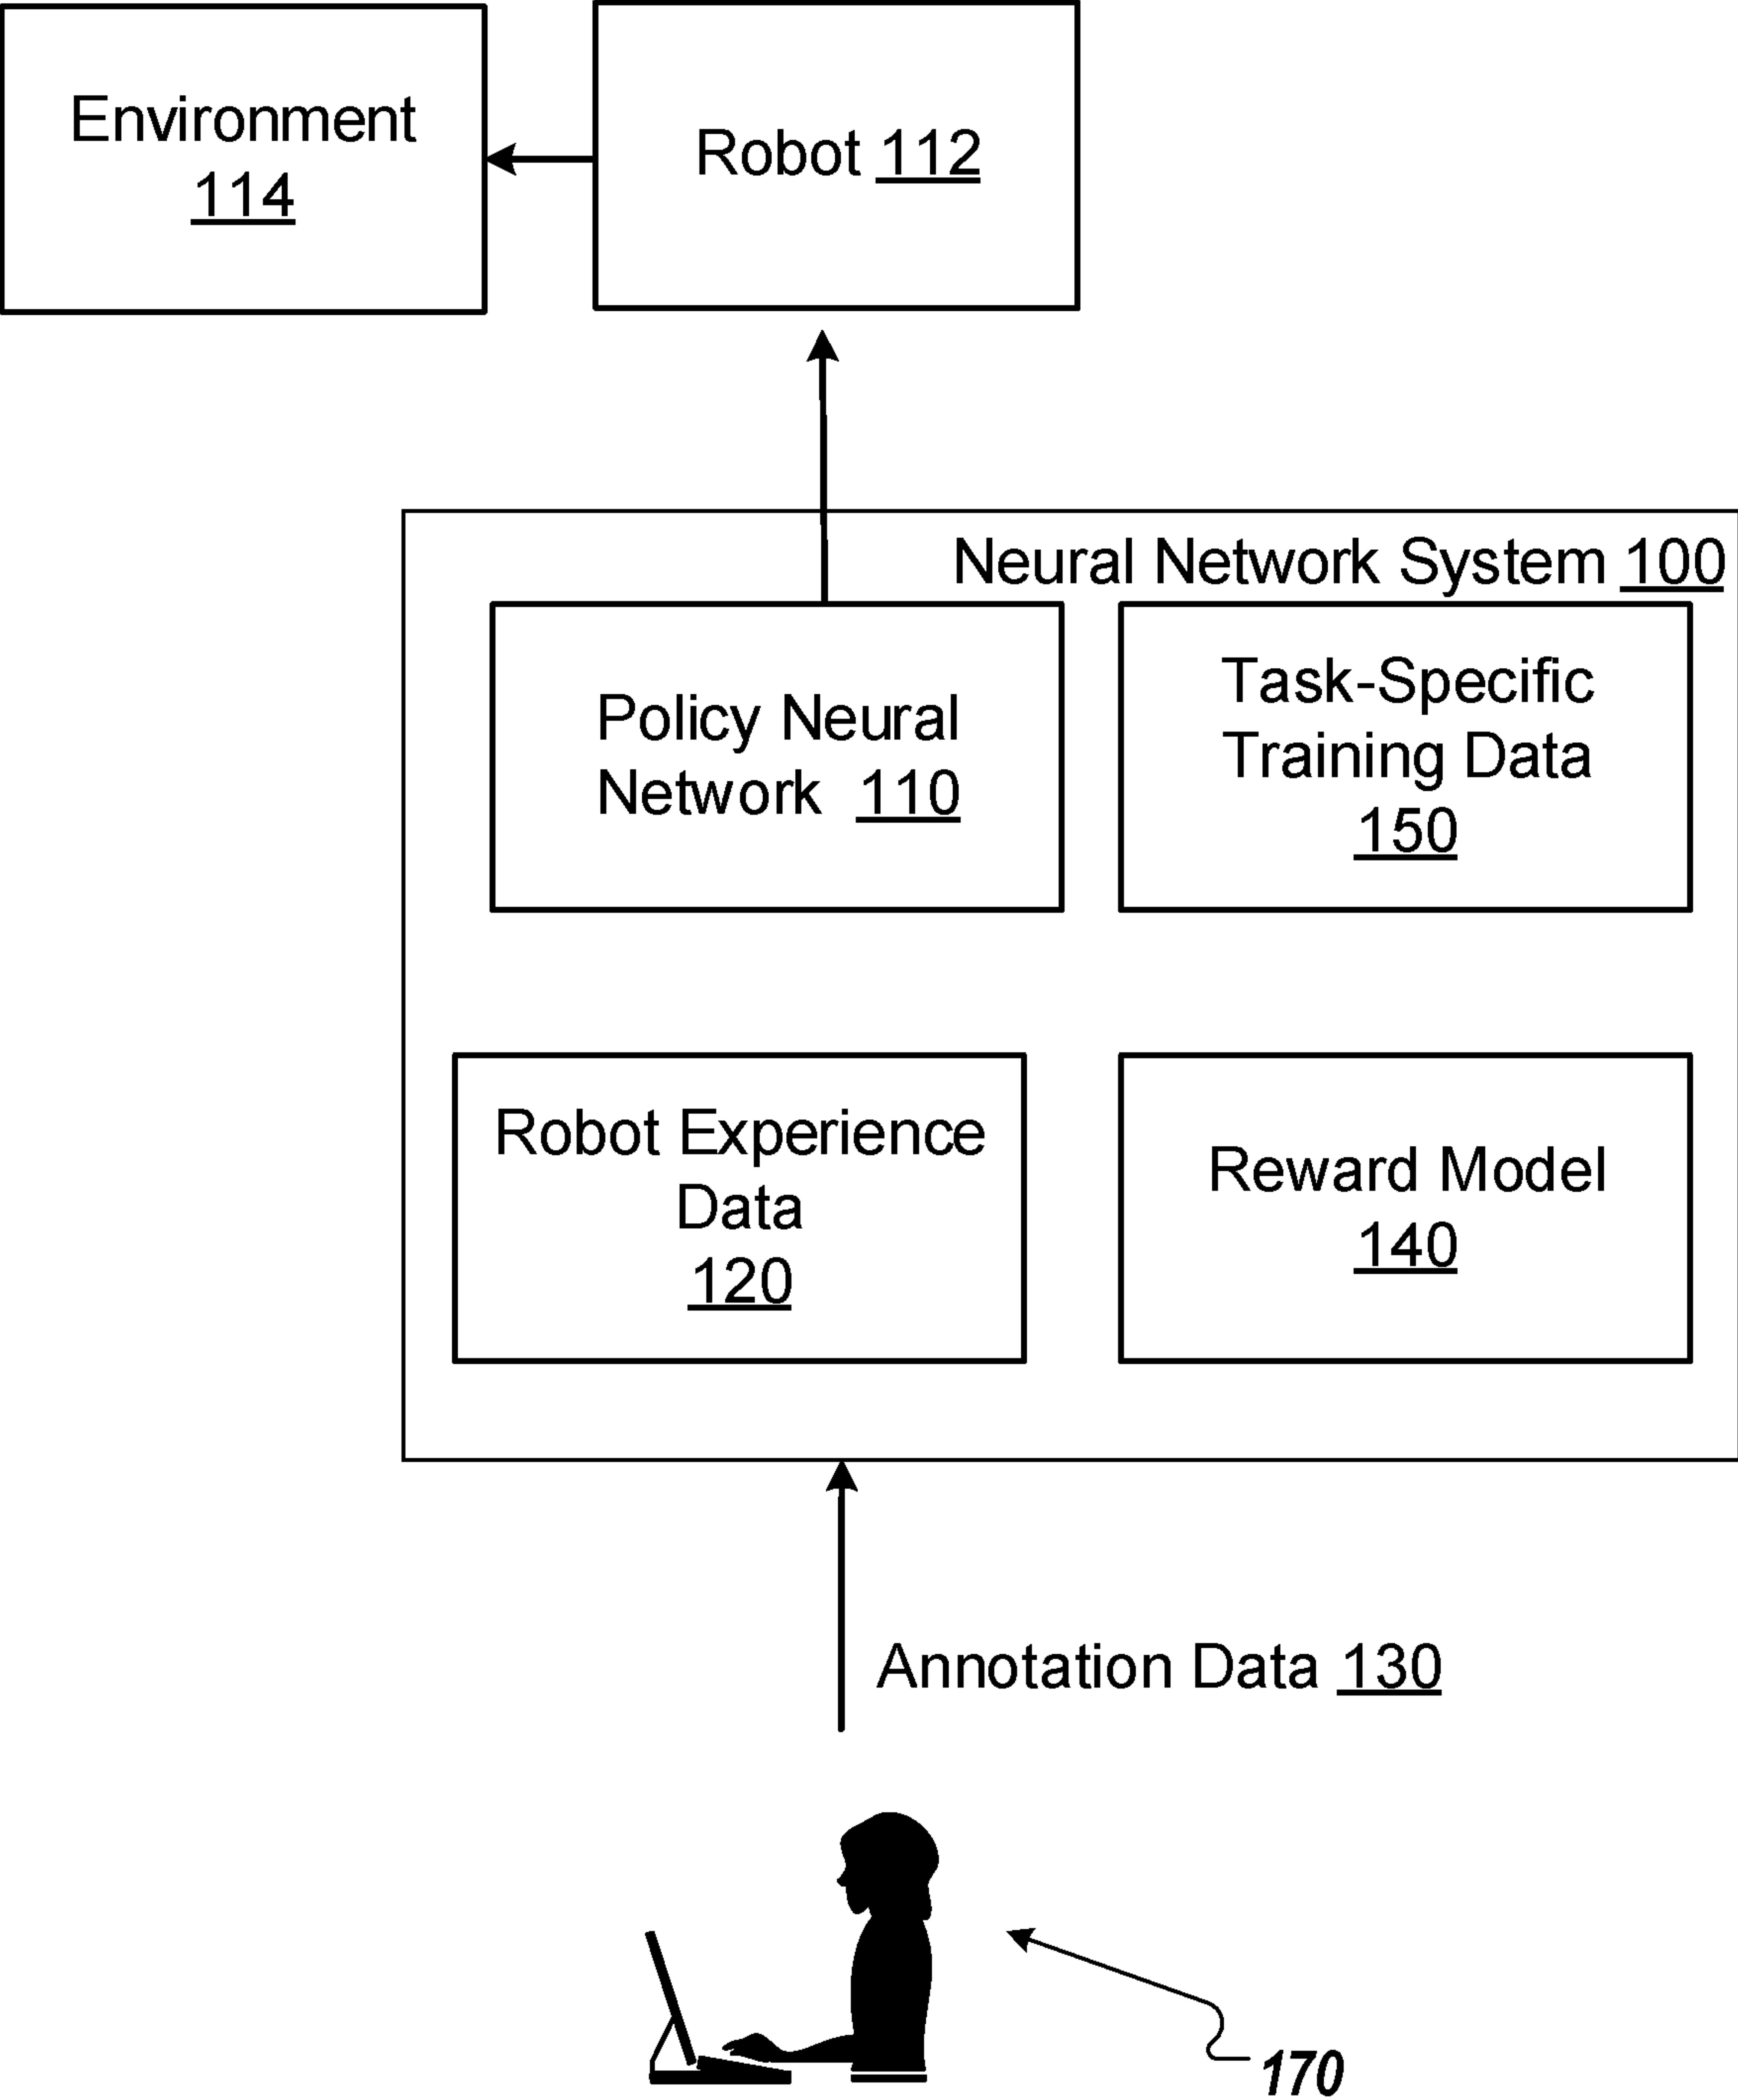 Environment
114
Robot 112
Neural Network System 100
Policy Neural
Network 110
Task-Specific
Training Data
150
Robot Experience
Data
120
Reward Model
140
Annotation Data 130
170